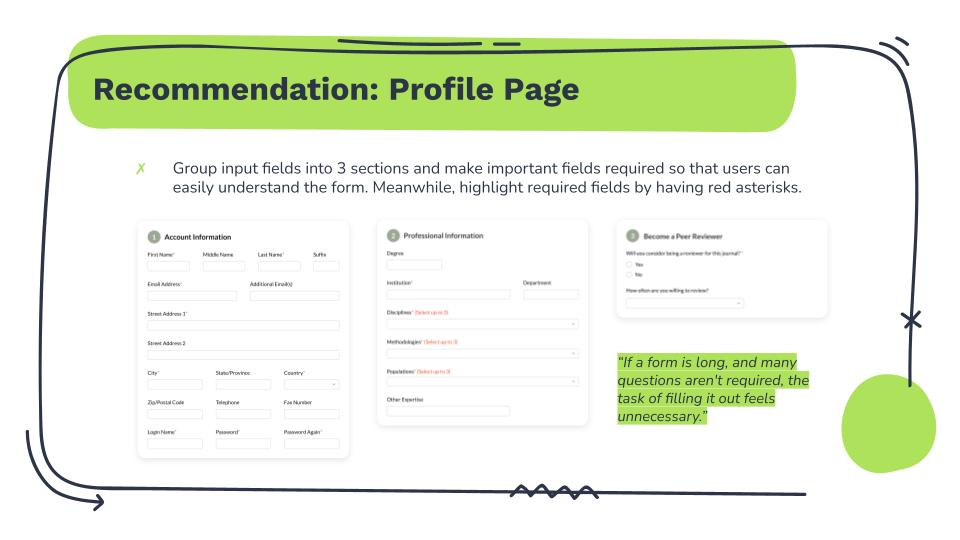 Recommendation: Profile Page
✗ Group input fields into 3 sections and make important fields required so that users can
easily understand the form. Meanwhile, highlight required fields by having red asterisks.
1 Account Information
First Name* Middle Name Last Name* Suffix
Email Address* Additional Email(s)
Street Address 1*
Street Address 2
City* State/Province Country*
Zip/Postal Code Telephone Fax Number
Login Name* Password* Password Again*
2 Professional Information
Degree
Institution* Department
Disciplines* (Select up to 3)
Methodologies* (Select up to 3)
Populations* (Select up to 3)
Other Expertise
3 Become a Peer Reviewer
Will you consider being a reviewer for this journal?*
Yes
No
How often are you willing to review?
“If a form is long, and many
questions aren't required, the
task of filling it out feels
unnecessary.”